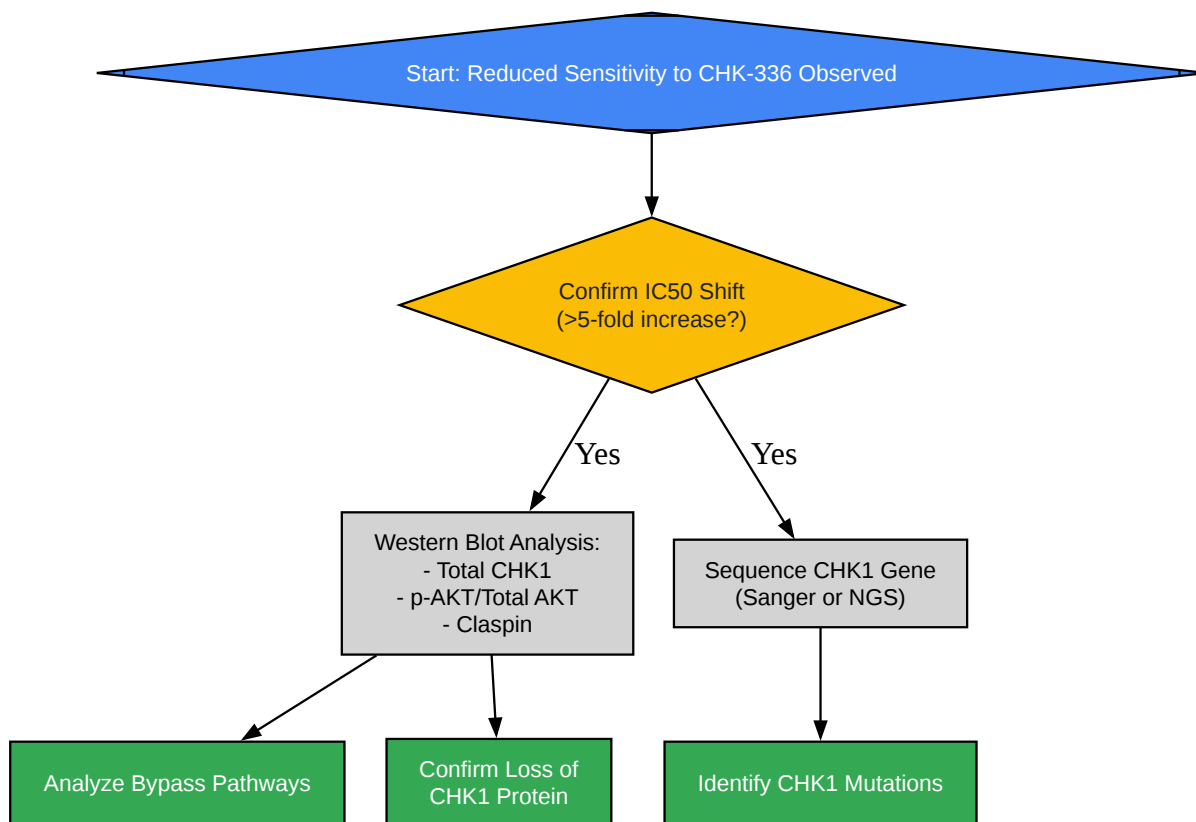 Start: Reduced Sensitivity to CHK-336 Observed
Confirm IC50 Shift
(>5-fold increase?)
Yes
Yes
Western Blot Analysis:
- Total CHK1
- p-AKT/Total AKT
- Claspin
Sequence CHK1 Gene
(Sanger or NGS)
Analyze Bypass Pathways
Confirm Loss of
CHK1 Protein
Identify CHK1 Mutations